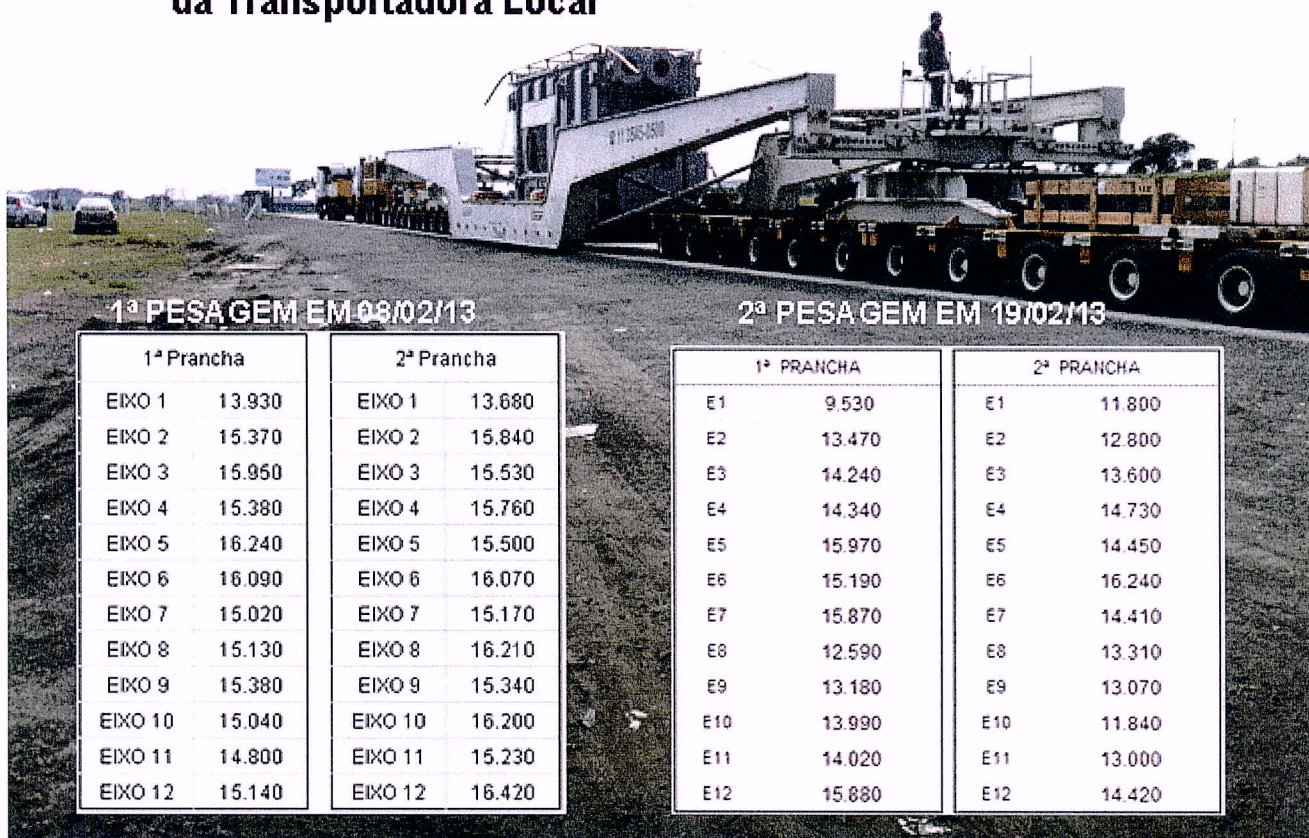 da Transportadora Locar
1ª PESAGEM EM 08/02/13
1ª Prancha 2ª Prancha
EIXO 1 13.930 EIXO 1 13.680
EIXO 2 15.370 EIXO 2 15.840
EIXO 3 15.950 EIXO 3 15.530
EIXO 4 15.380 EIXO 4 15.760
EIXO 5 16.240 EIXO 5 15.500
EIXO 6 16.090 EIXO 6 16.070
EIXO 7 15.020 EIXO 7 15.170
EIXO 8 15.130 EIXO 8 16.210
EIXO 9 15.380 EIXO 9 15.340
EIXO 10 15.040 EIXO 10 16.200
EIXO 11 14.800 EIXO 11 15.230
EIXO 12 15.140 EIXO 12 16.420
2ª PESAGEM EM 19/02/13
1ª PRANCHA 2ª PRANCHA
E1 9.530 E1 11.800
E2 13.470 E2 12.800
E3 14.240 E3 13.600
E4 14.340 E4 14.730
E5 15.970 E5 14.450
E6 15.190 E6 16.240
E7 15.870 E7 14.410
E8 12.590 E8 13.310
E9 13.180 E9 13.070
E10 13.990 E10 11.840
E11 14.020 E11 13.000
E12 15.880 E12 14.420